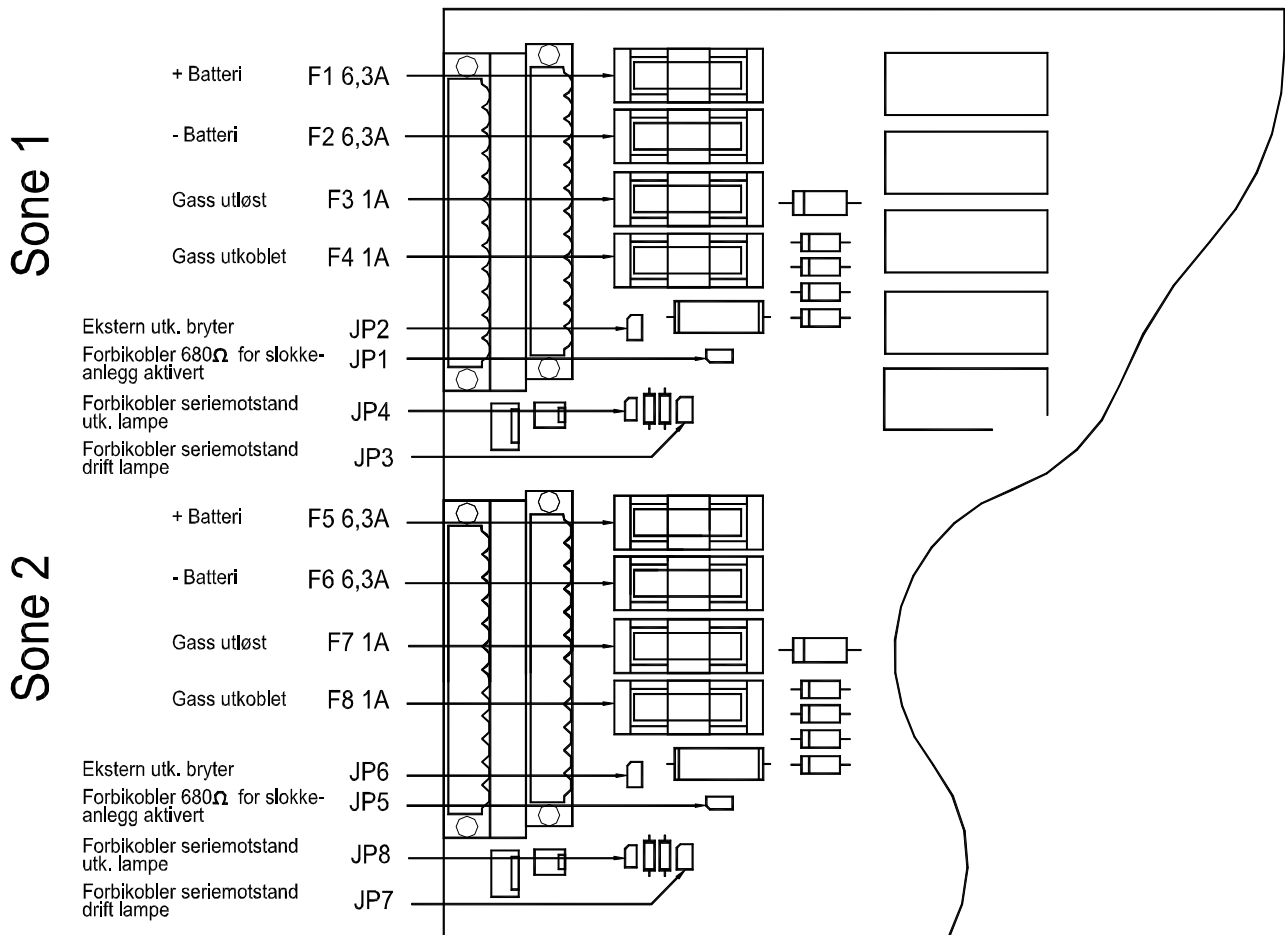 Sone 1
+ Batteri F1 6,3A
- Batteri F2 6,3A
Gass utløst F3 1A
Gass utkoblet F4 1A
Ekstern utk. bryter JP2
Forbikobler 680Ω for slokke-
anlegg aktivert JP1
Forbikobler seriemotstand
utk. lampe JP4
Forbikobler seriemotstand
drift lampe JP3
Sone 2
+ Batteri F5 6,3A
- Batteri F6 6,3A
Gass utløst F7 1A
Gass utkoblet F8 1A
Ekstern utk. bryter JP6
Forbikobler 680Ω for slokke-
anlegg aktivert JP5
Forbikobler seriemotstand
utk. lampe JP8
Forbikobler seriemotstand
drift lampe JP7